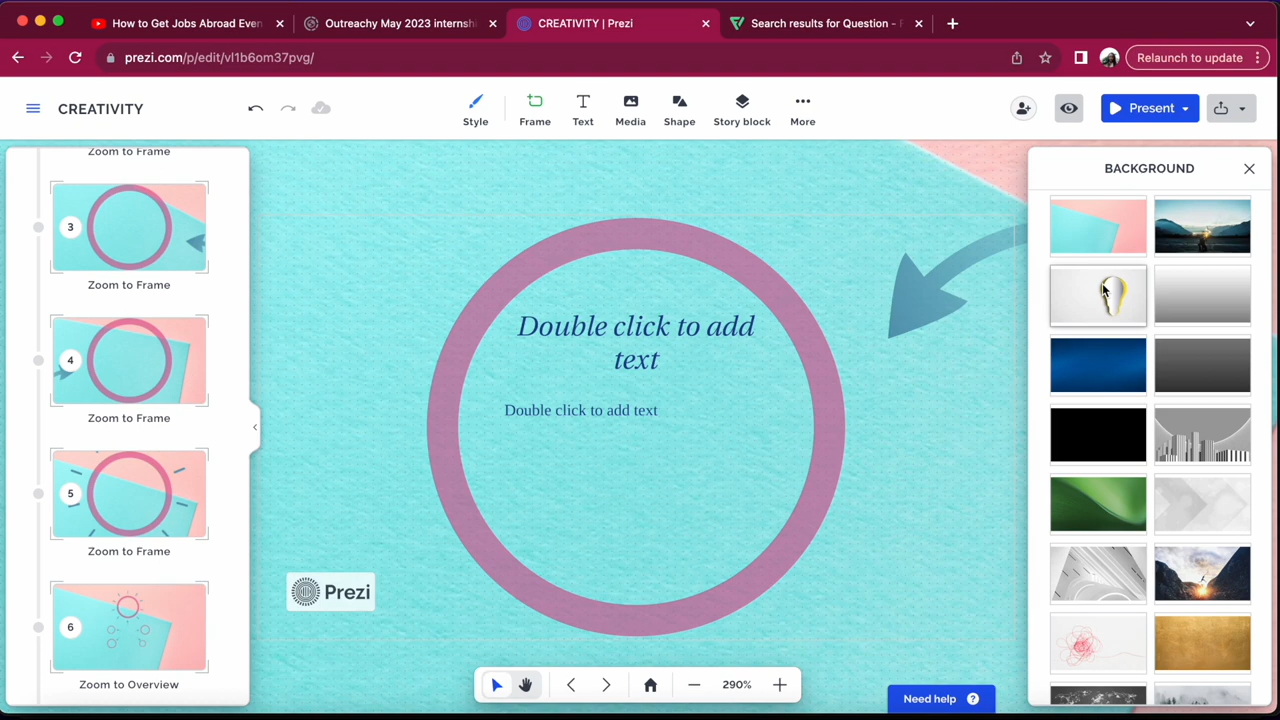 How to Get Jobs Abroad Even
Outreachy May 2023 internshi
CREATIVITY | Prezi
Search results for Question -
prezi.com/p/edit/vl1b6om37pvg/
Relaunch to update
CREATIVITY
Style
Frame
Text
Media
Shape
Story block
More
Present
Zoom to Frame
3
Zoom to Frame
4
Zoom to Frame
5
Zoom to Frame
6
Zoom to Overview
Double click to add
text
Double click to add text
Prezi
290%
Need help ?
BACKGROUND